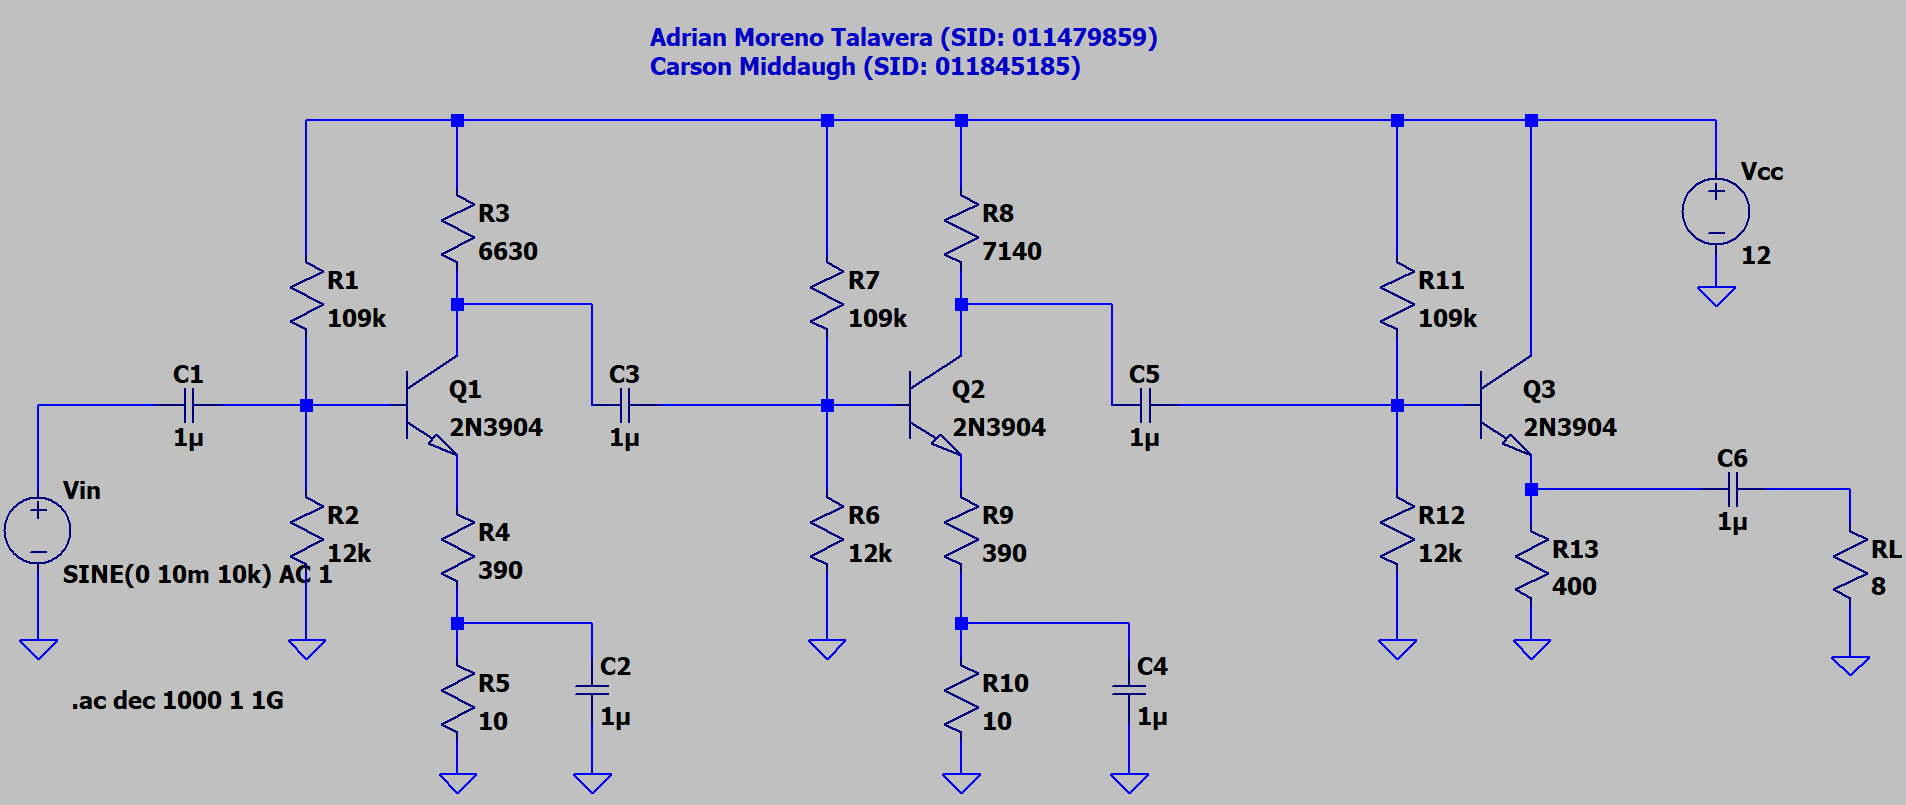 Adrian Moreno Talavera (SID: 011479859)
Carson Middaugh (SID: 011845185)
Vcc
12
R3
6630
R8
7140
R1
109k
R7
109k
R11
109k
C1
1µ
Q1
2N3904
C3
1µ
Q2
2N3904
C5
1µ
Q3
2N3904
C6
1µ
Vin
SINE(0 10m 10k) AC 1
R2
12k
R4
390
R6
12k
R9
390
R12
12k
R13
400
RL
8
R5
10
C2
1µ
R10
10
C4
1µ
.ac dec 1000 1 1G